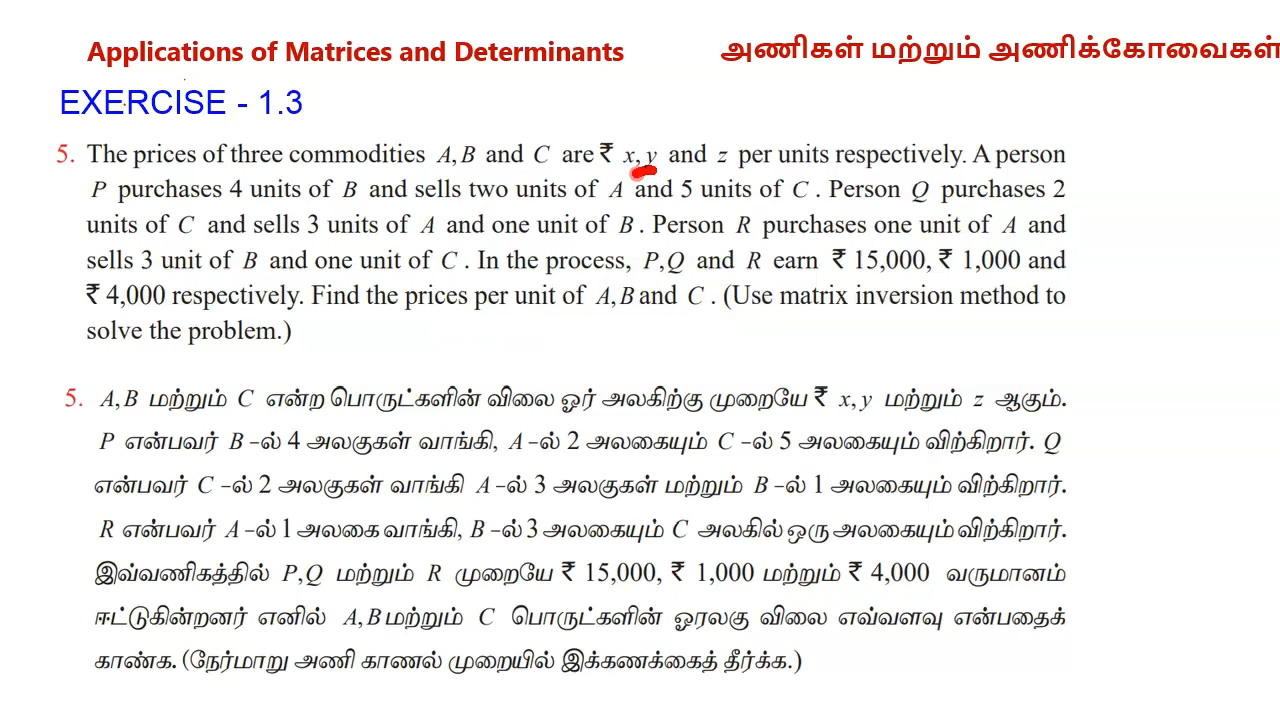 Applications of Matrices and Determinants
அணிகள் மற்றும் அணிக்கோவைகள்
EXERCISE - 1.3
5. The prices of three commodities A, B and C are ₹ x, y and z per units respectively. A person
P purchases 4 units of B and sells two units of A and 5 units of C . Person Q purchases 2
units of C and sells 3 units of A and one unit of B . Person R purchases one unit of A and
sells 3 unit of B and one unit of C . In the process, P,Q and R earn ₹ 15,000, ₹ 1,000 and
₹ 4,000 respectively. Find the prices per unit of A, B and C . (Use matrix inversion method to
solve the problem.)
5. A, B மற்றும் C என்ற பொருட்களின் விலை ஓர் அலகிற்கு முறையே ₹ x, y மற்றும் z ஆகும்.
P என்பவர் B -ல் 4 அலகுகள் வாங்கி, A -ல் 2 அலகையும் C -ல் 5 அலகையும் விற்கிறார். Q
என்பவர் C -ல் 2 அலகுகள் வாங்கி A -ல் 3 அலகுகள் மற்றும் B -ல் 1 அலகையும் விற்கிறார்.
R என்பவர் A -ல் 1 அலகை வாங்கி, B -ல் 3 அலகையும் C அலகில் ஒரு அலகையும் விற்கிறார்.
இவ்வணிகத்தில் P,Q மற்றும் R முறையே ₹ 15,000, ₹ 1,000 மற்றும் ₹ 4,000 வருமானம்
ஈட்டுகின்றனர் எனில் A, B மற்றும் C பொருட்களின் ஓரலகு விலை எவ்வளவு என்பதைக்
காண்க. (நேர்மாறு அணி காணல் முறையில் இக்கணக்கைத் தீர்க்க.)